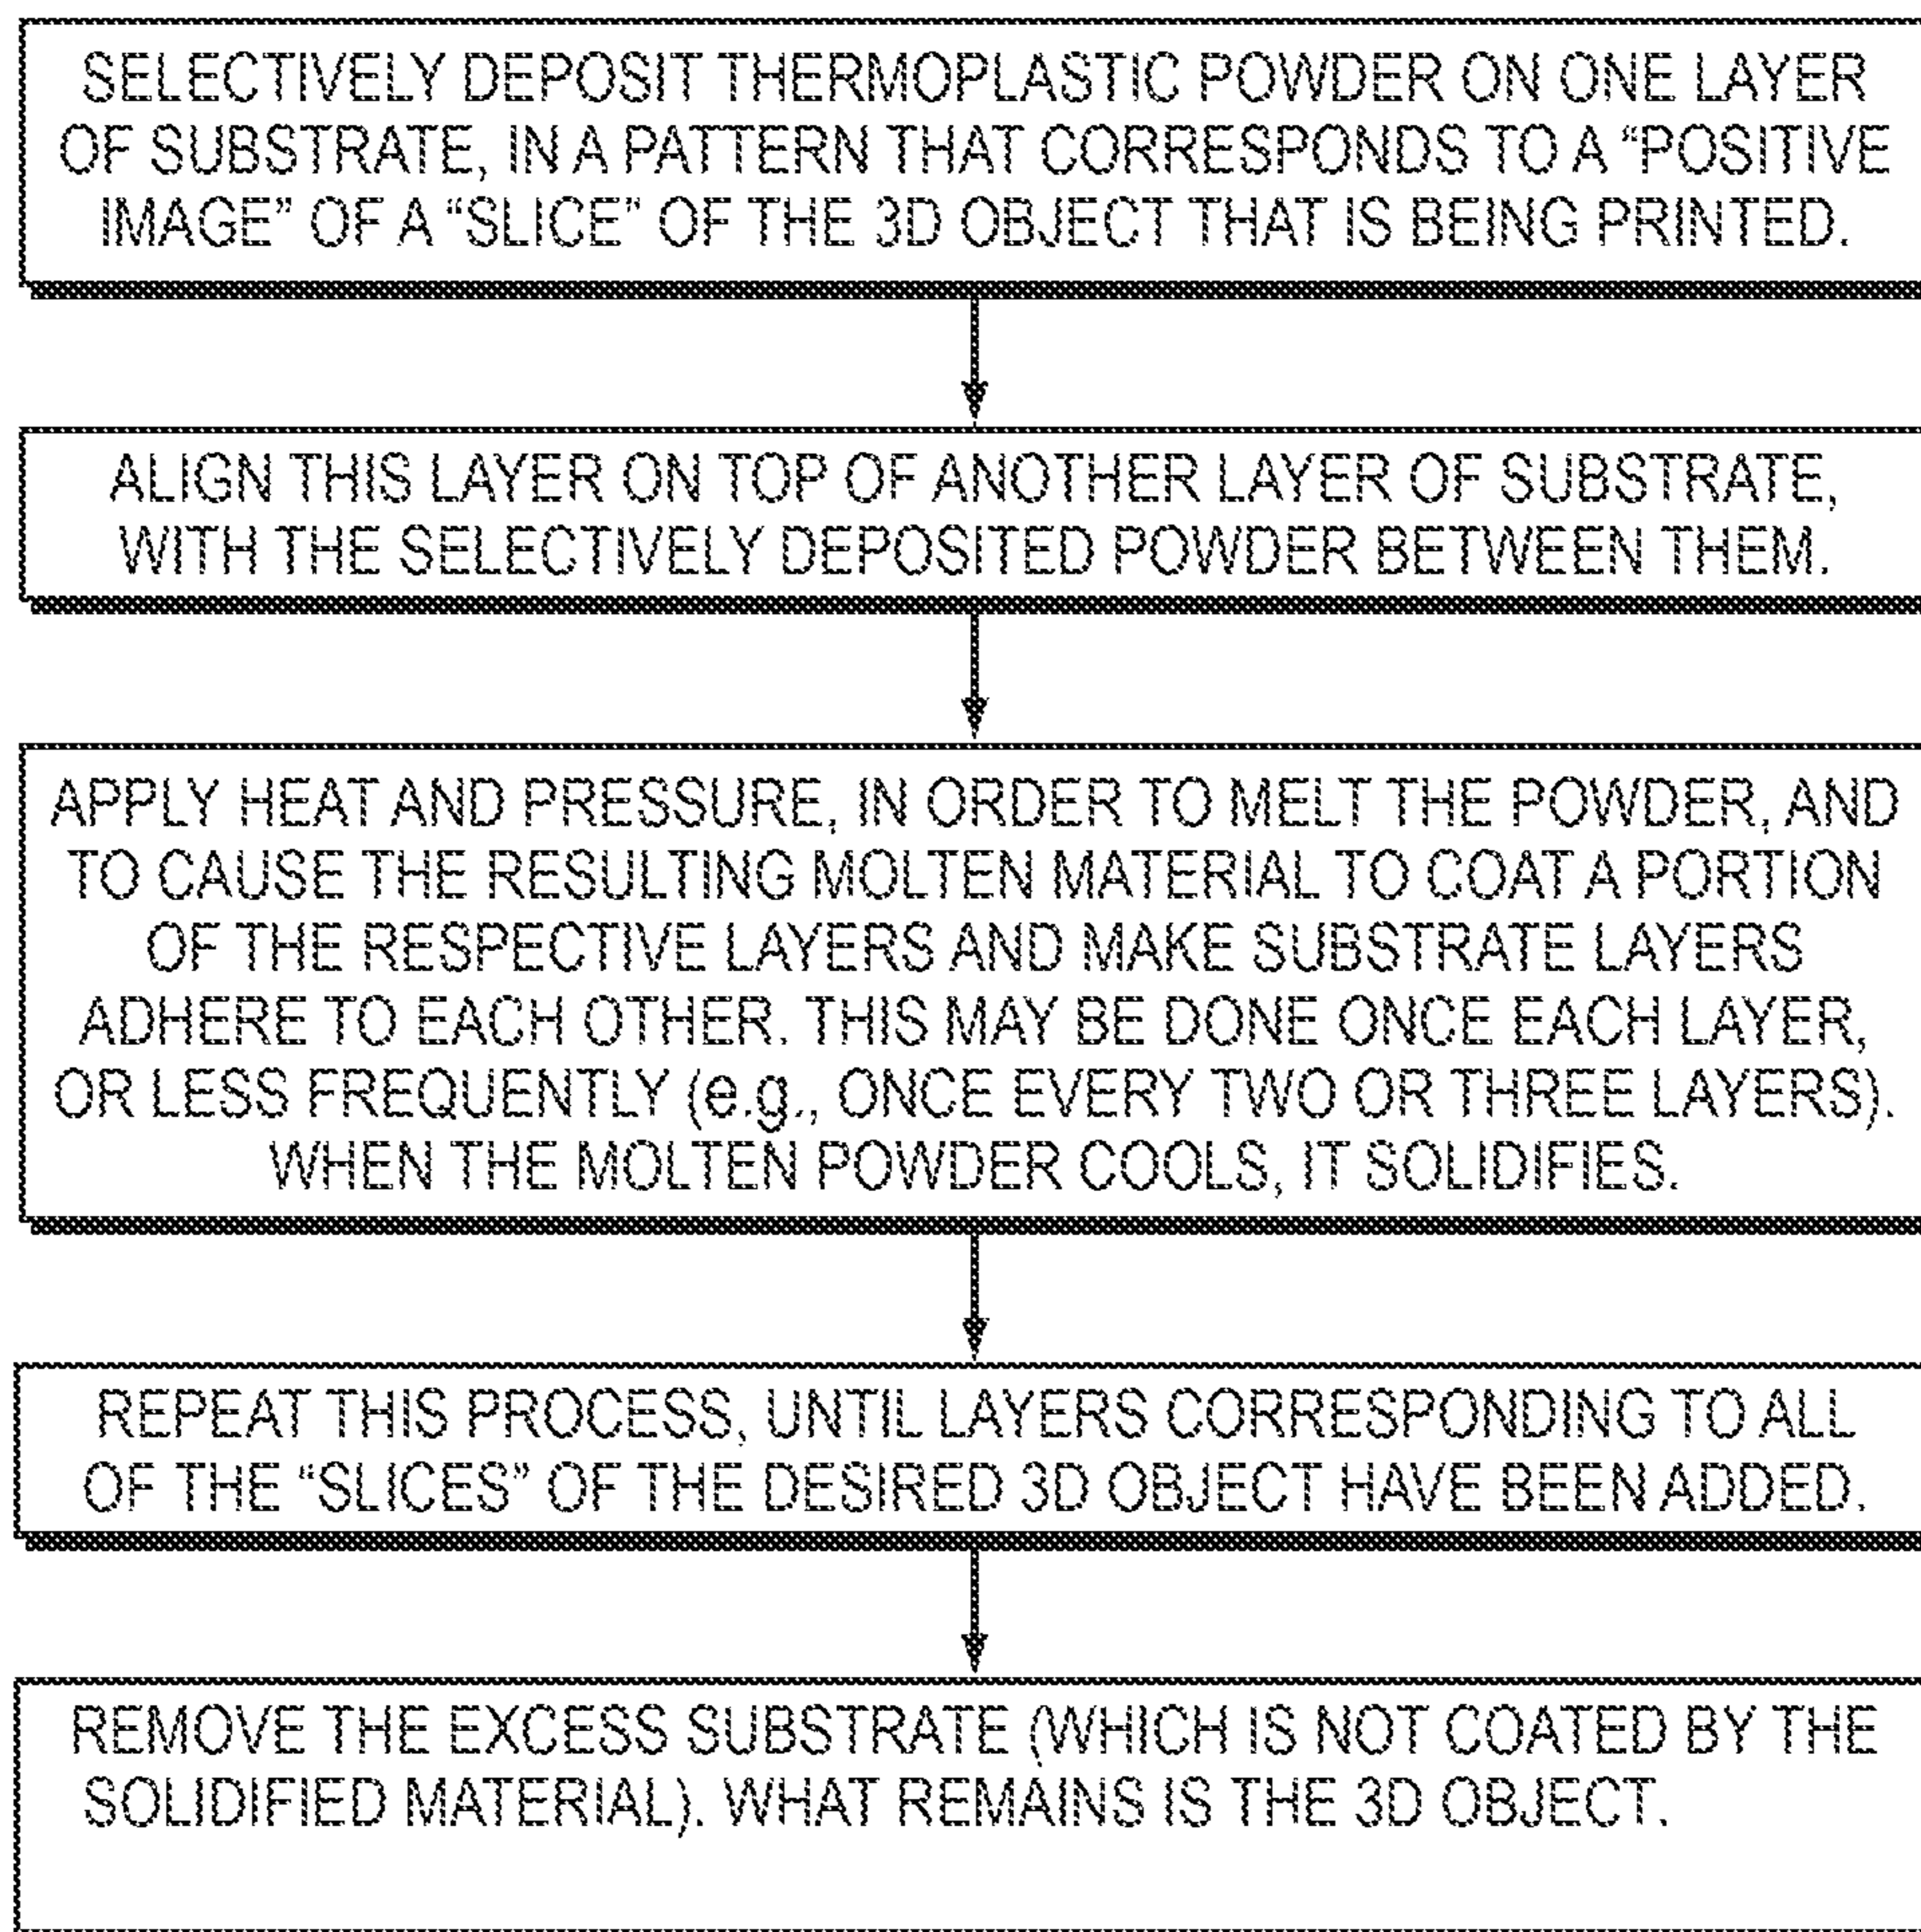 SELECTIVELY DEPOSIT THERMOPLASTIC POWDER ON ONE LAYER
OF SUBSTRATE, IN A PATTERN THAT CORRESPONDS TO A “POSITIVE
IMAGE” OF A “SLICE” OF THE 3D OBJECT THAT IS BEING PRINTED.
ALIGN THIS LAYER ON TOP OF ANOTHER LAYER OF SUBSTRATE,
WITH THE SELECTIVELY DEPOSITED POWDER BETWEEN THEM.
APPLY HEAT AND PRESSURE, IN ORDER TO MELT THE POWDER, AND
TO CAUSE THE RESULTING MOLTEN MATERIAL TO COAT A PORTION
OF THE RESPECTIVE LAYERS AND MAKE SUBSTRATE LAYERS
ADHERE TO EACH OTHER. THIS MAY BE DONE ONCE EACH LAYER,
OR LESS FREQUENTLY (e.g., ONCE EVERY TWO OR THREE LAYERS).
WHEN THE MOLTEN POWDER COOLS, IT SOLIDIFIES.
REPEAT THIS PROCESS, UNTIL LAYERS CORRESPONDING TO ALL
OF THE “SLICES” OF THE DESIRED 3D OBJECT HAVE BEEN ADDED.
REMOVE THE EXCESS SUBSTRATE (WHICH IS NOT COATED BY THE
SOLIDIFIED MATERIAL). WHAT REMAINS IS THE 3D OBJECT.